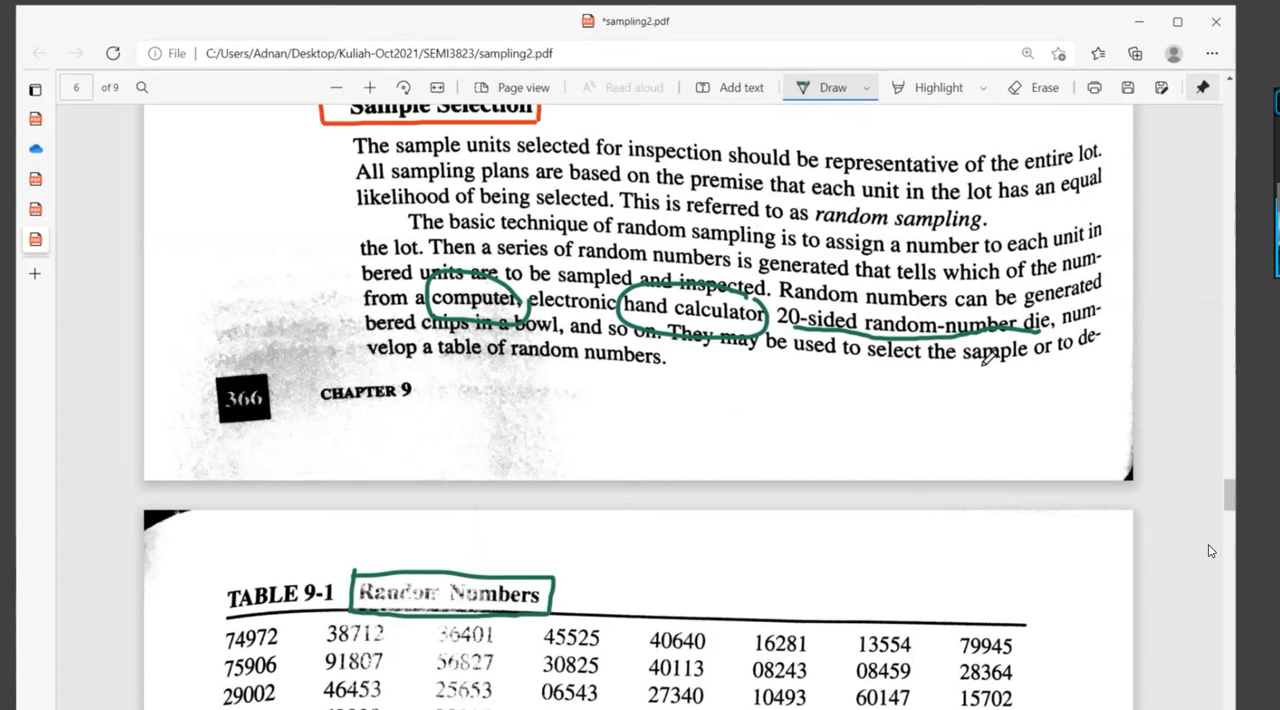 *sampling2.pdf
File C:/Users/Adnan/Desktop/Kuliah-Oct2021/SEMI3823/sampling2.pdf
6 of 9 Page view Read aloud Add text Draw Highlight Erase
Sample Selection
The sample units selected for inspection should be representative of the entire lot.
All sampling plans are based on the premise that each unit in the lot has an equal
likelihood of being selected. This is referred to as random sampling.
The basic technique of random sampling is to assign a number to each unit in
the lot. Then a series of random numbers is generated that tells which of the num-
bered units are to be sampled and inspected. Random numbers can be generated
from a computer, electronic hand calculator 20-sided random-number die, num-
bered chips in a bowl, and so on. They may be used to select the sample or to de-
velop a table of random numbers.
366 CHAPTER 9
TABLE 9-1 Random Numbers
74972 38712 36401 45525 40640 16281 13554 79945
75906 91807 56827 30825 40113 08243 08459 28364
29002 46453 25653 06543 27340 10493 60147 15702